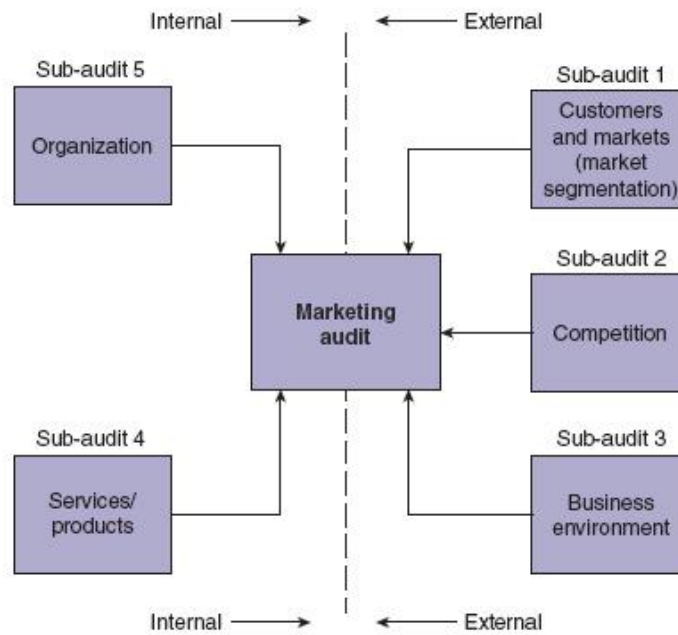 Internal
External
Sub-audit 5
Organization
Sub-audit 1
Customers
and markets
(market
segmentation)
Sub-audit 2
Competition
Marketing
audit
Sub-audit 4
Services/
products
Sub-audit 3
Business
environment
Internal
External